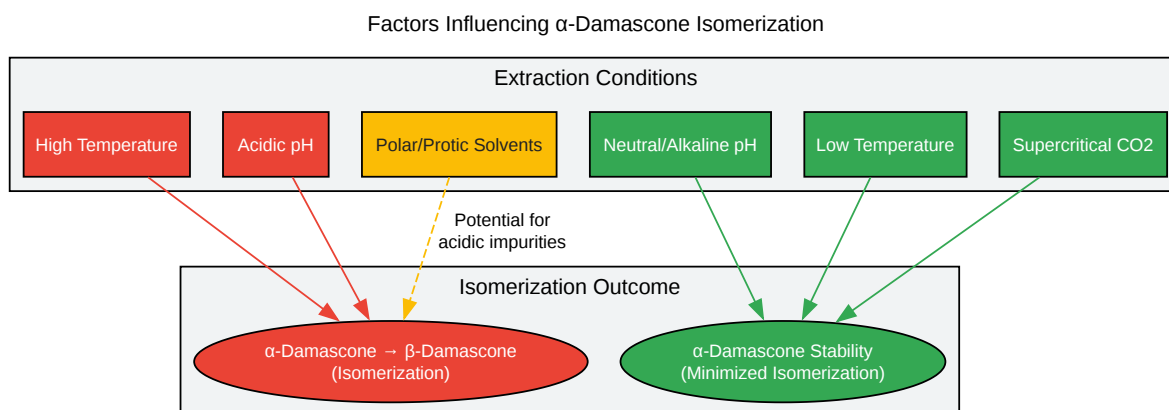 Factors Influencing α-Damascone Isomerization
Extraction Conditions
High Temperature
Acidic pH
Polar/Protic Solvents
Neutral/Alkaline pH
Low Temperature
Supercritical CO2
Potential for
acidic impurities
Isomerization Outcome
α-Damascone → β-Damascone
(Isomerization)
α-Damascone Stability
(Minimized Isomerization)